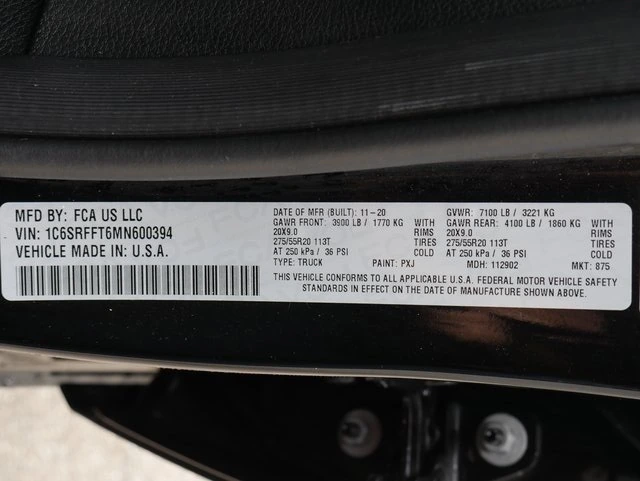 MFD BY: FCA US LLC
VIN: 1C6SRFFT6MN600394
VEHICLE MADE IN U.S.A.
DATE OF MFR (BUILT): 11-20 GVWR: 7100 LB / 3221 KG
GAWR FRONT: 3900 LB / 1770 KG GAWR REAR: 4100 LB / 1860 KG
20X9.0 RIMS 20X9.0 RIMS
275/55R20 113T TIRES 275/55R20 113T TIRES
AT 250 kPa / 36 PSI COLD AT 250 kPa / 36 PSI COLD
TYPE: TRUCK PAINT: PXJ MDH: 112902 MKT: 875
THIS VEHICLE CONFORMS TO ALL APPLICABLE U.S.A. FEDERAL MOTOR VEHICLE SAFETY
STANDARDS IN EFFECT ON THE DATE OF MANUFACTURE SHOWN ABOVE.